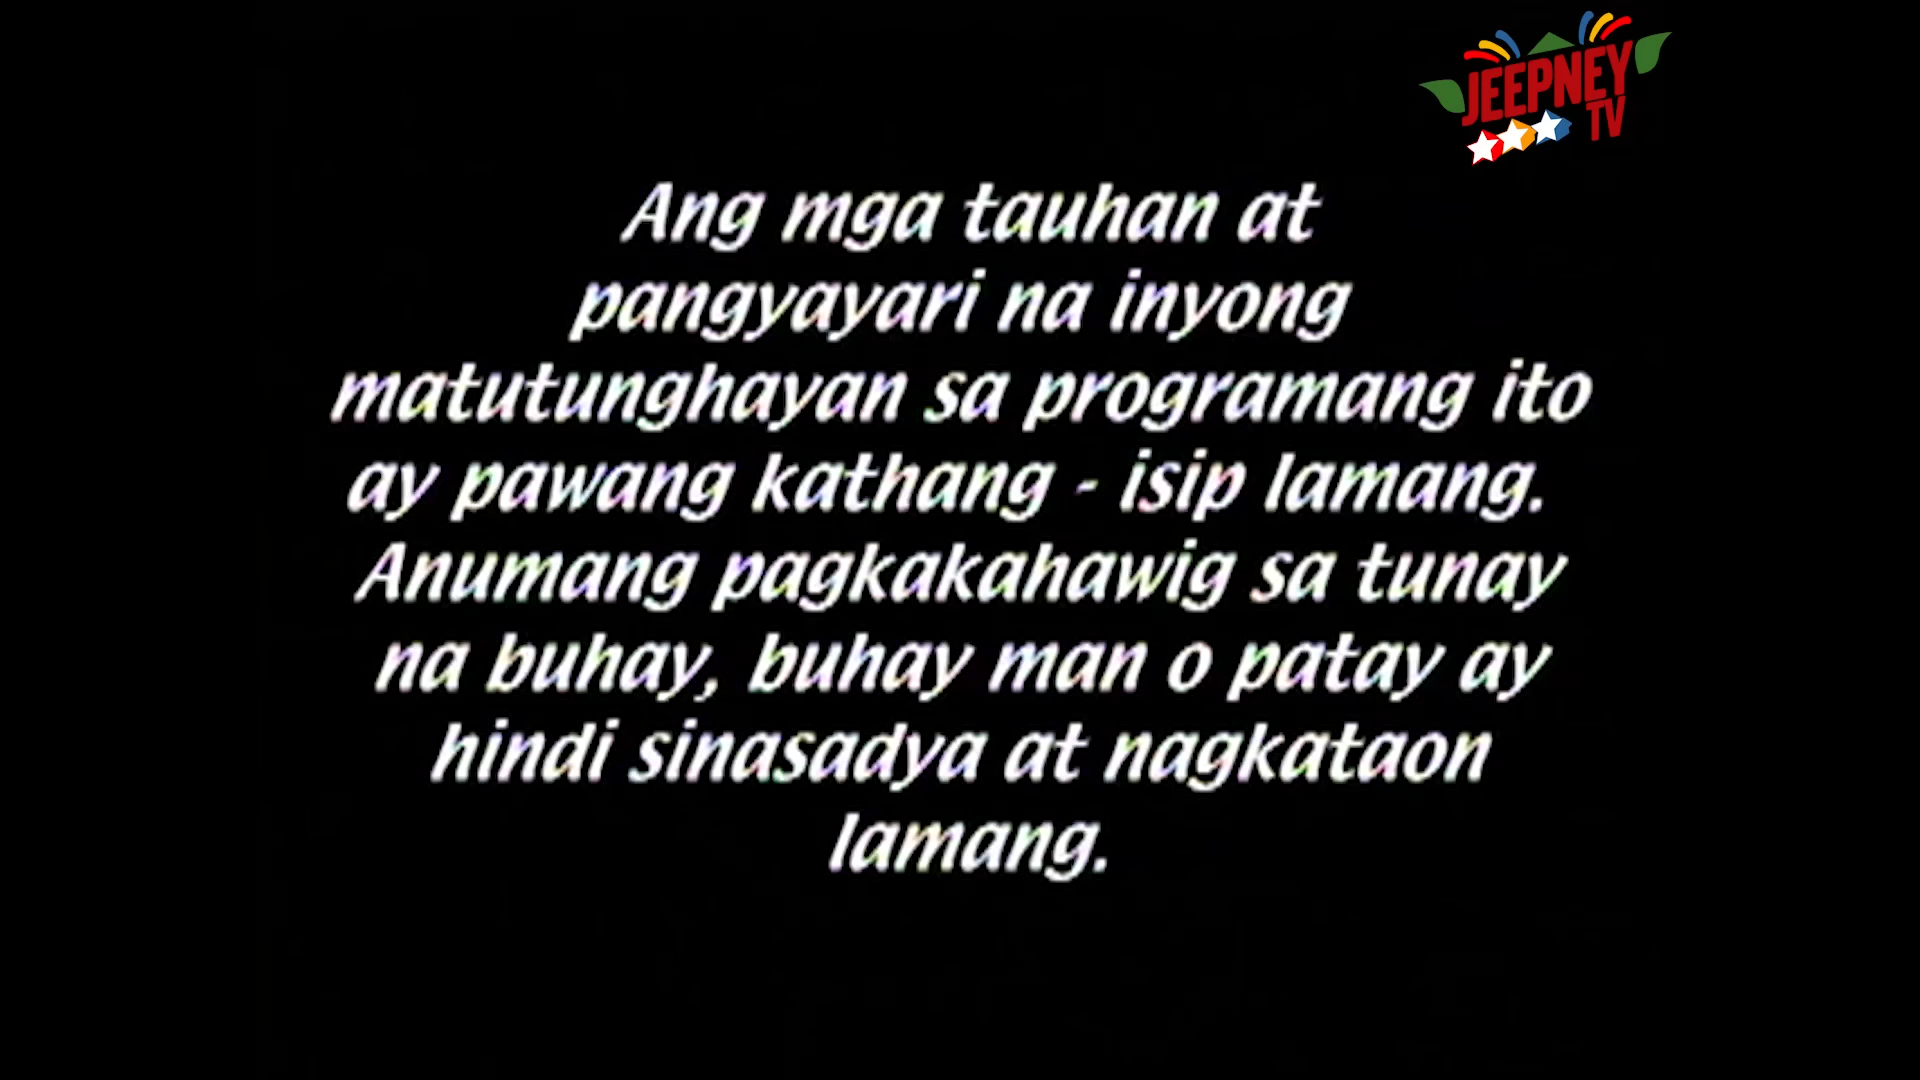 JEEPNEY
TV
Ang mga tauhan at
pangyayari na inyong
matutunghayan sa programang ito
ay pawang kathang - isip lamang.
Anumang pagkakahawig sa tunay
na buhay, buhay man o patay ay
hindi sinasadya at nagkataon
lamang.